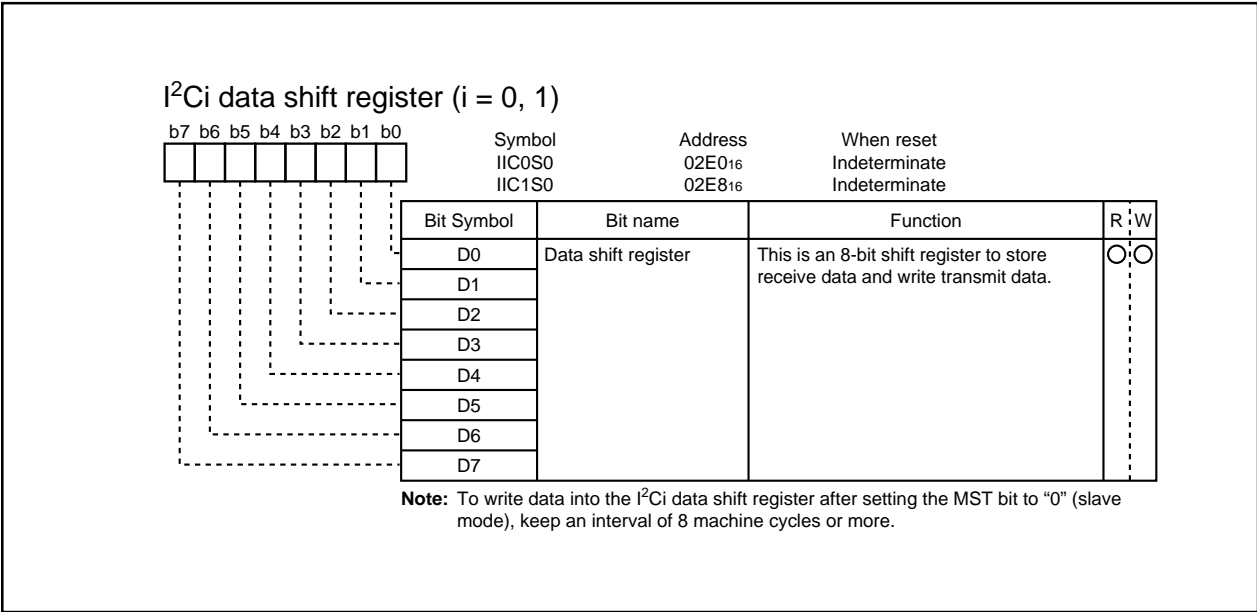 I²Ci data shift register (i = 0, 1)
b7 b6 b5 b4 b3 b2 b1 b0
Symbol Address When reset
IIC0S0 02E0₁₆ Indeterminate
IIC1S0 02E8₁₆ Indeterminate
Bit Symbol Bit name Function R W
D0 Data shift register This is an 8-bit shift register to store
receive data and write transmit data.
D1
D2
D3
D4
D5
D6
D7
Note: To write data into the I²Ci data shift register after setting the MST bit to “0” (slave
mode), keep an interval of 8 machine cycles or more.